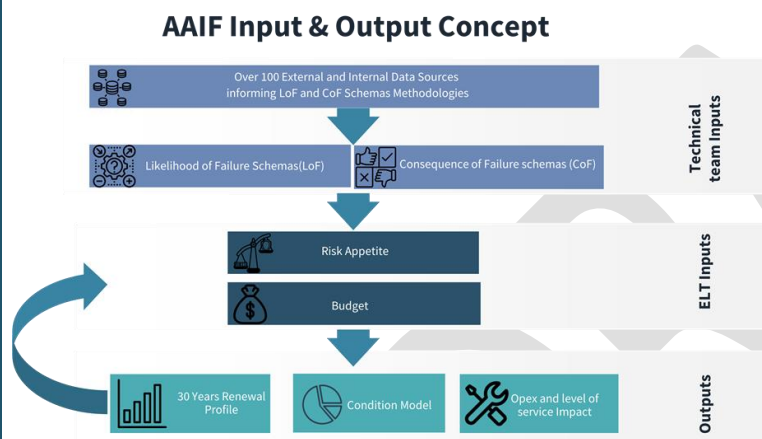 AAIF Input & Output Concept
Over 100 External and Internal Data Sources
informing LoF and CoF Schemas Methodologies
Likelihood of Failure Schemas(LoF)
Consequence of Failure schemas (CoF)
Technical
team Inputs
Risk Appetite
Budget
ELT Inputs
30 Years Renewal
Profile
Condition Model
Opex and level of
service Impact
Outputs